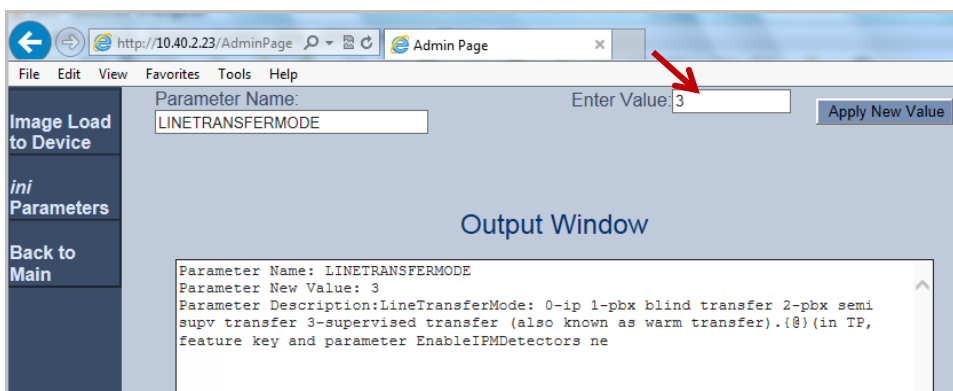 http://10.40.2.23/AdminPage
Admin Page
File Edit View Favorites Tools Help
Image Load to Device
ini Parameters
Back to Main
Parameter Name:
LINETRANSFERMODE
Enter Value: 3
Apply New Value
Output Window
Parameter Name: LINETRANSFERMODE
Parameter New Value: 3
Parameter Description:LineTransferMode: 0-ip 1-pbx blind transfer 2-pbx semi
supv transfer 3-supervised transfer (also known as warm transfer).{@}(in TP,
feature key and parameter EnableIPMDetectors ne